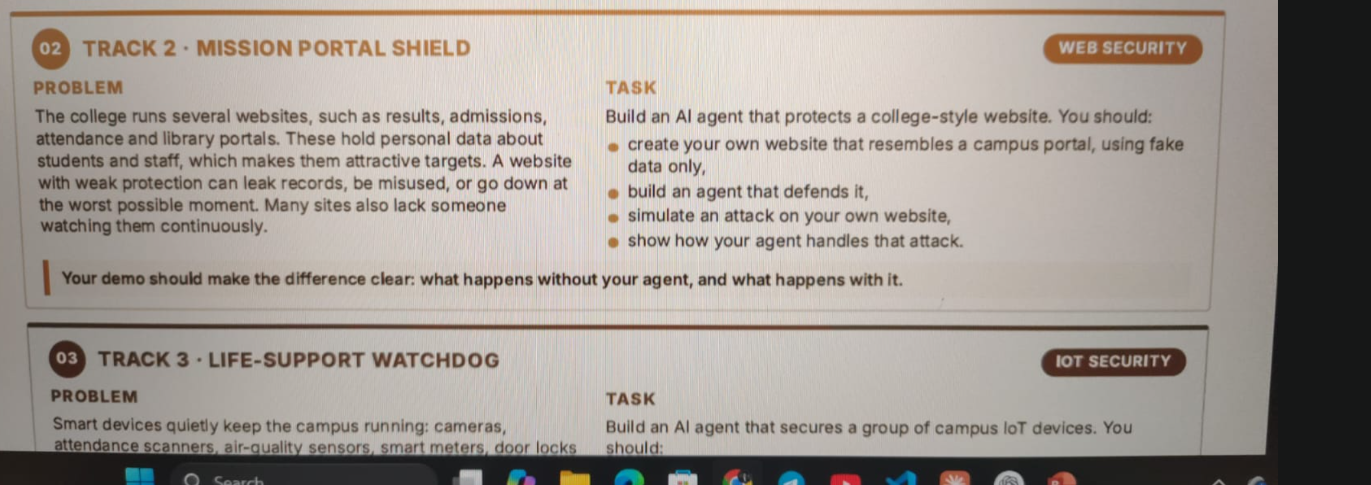 02 TRACK 2 · MISSION PORTAL SHIELD
WEB SECURITY
PROBLEM
The college runs several websites, such as results, admissions,
attendance and library portals. These hold personal data about
students and staff, which makes them attractive targets. A website
with weak protection can leak records, be misused, or go down at
the worst possible moment. Many sites also lack someone
watching them continuously.
TASK
Build an AI agent that protects a college-style website. You should:
create your own website that resembles a campus portal, using fake
data only,
build an agent that defends it,
simulate an attack on your own website,
show how your agent handles that attack.
Your demo should make the difference clear: what happens without your agent, and what happens with it.
03 TRACK 3 · LIFE-SUPPORT WATCHDOG
IOT SECURITY
PROBLEM
Smart devices quietly keep the campus running: cameras,
attendance scanners, air-quality sensors, smart meters, door locks
TASK
Build an AI agent that secures a group of campus IoT devices. You
should:
Search